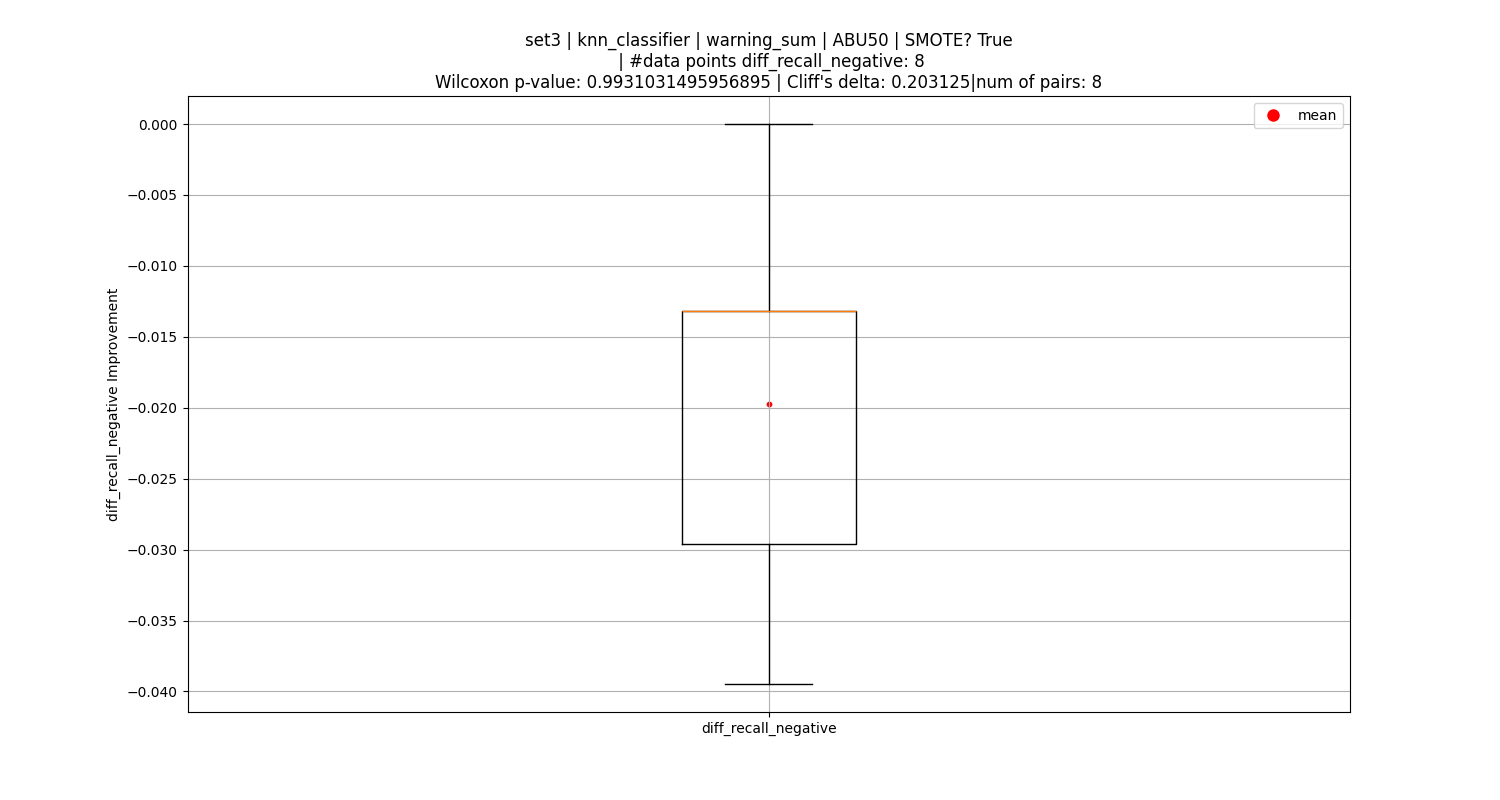 set3 | knn_classifier | warning_sum | ABU50 | SMOTE? True
| #data points diff_recall_negative: 8
Wilcoxon p-value: 0.9931031495956895 | Cliff's delta: 0.203125|num of pairs: 8
mean
0.000
−0.005
−0.010
−0.015
−0.020
−0.025
−0.030
−0.035
−0.040
diff_recall_negative Improvement
diff_recall_negative